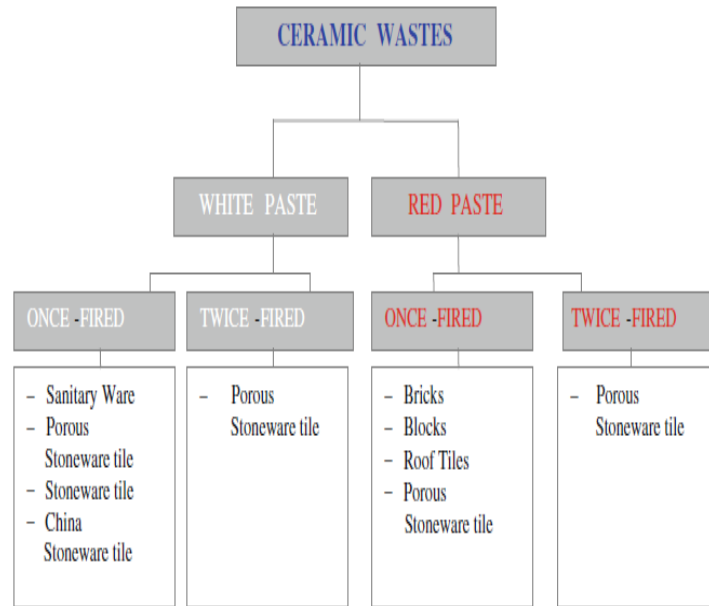 CERAMIC WASTES
WHITE PASTE
RED PASTE
ONCE -FIRED
TWICE -FIRED
ONCE -FIRED
TWICE -FIRED
– Sanitary Ware
– Porous
Stoneware tile
– Stoneware tile
– China
Stoneware tile
– Porous
Stoneware tile
– Bricks
– Blocks
– Roof Tiles
– Porous
Stoneware tile
– Porous
Stoneware tile